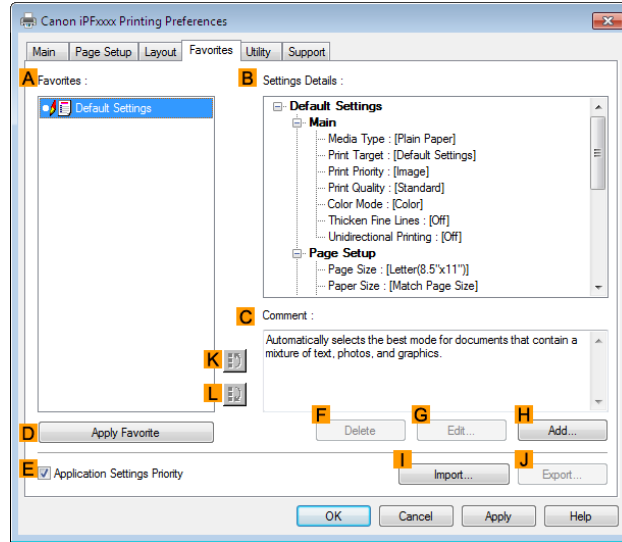 Canon iPFxxxx Printing Preferences
Main Page Setup Layout Favorites Utility Support
A Favorites :
Default Settings
B Settings Details :
Default Settings
Main
Media Type : [Plain Paper]
Print Target : [Default Settings]
Print Priority : [Image]
Print Quality : [Standard]
Color Mode : [Color]
Thicken Fine Lines : [Off]
Unidirectional Printing : [Off]
Page Setup
Page Size : [Letter(8.5"x11")]
Paper Size : [Match Page Size]
C Comment :
Automatically selects the best mode for documents that contain a
mixture of text, photos, and graphics.
K
L
D Apply Favorite
F Delete
G Edit...
H Add...
E Application Settings Priority
I Import...
J Export...
OK Cancel Apply Help